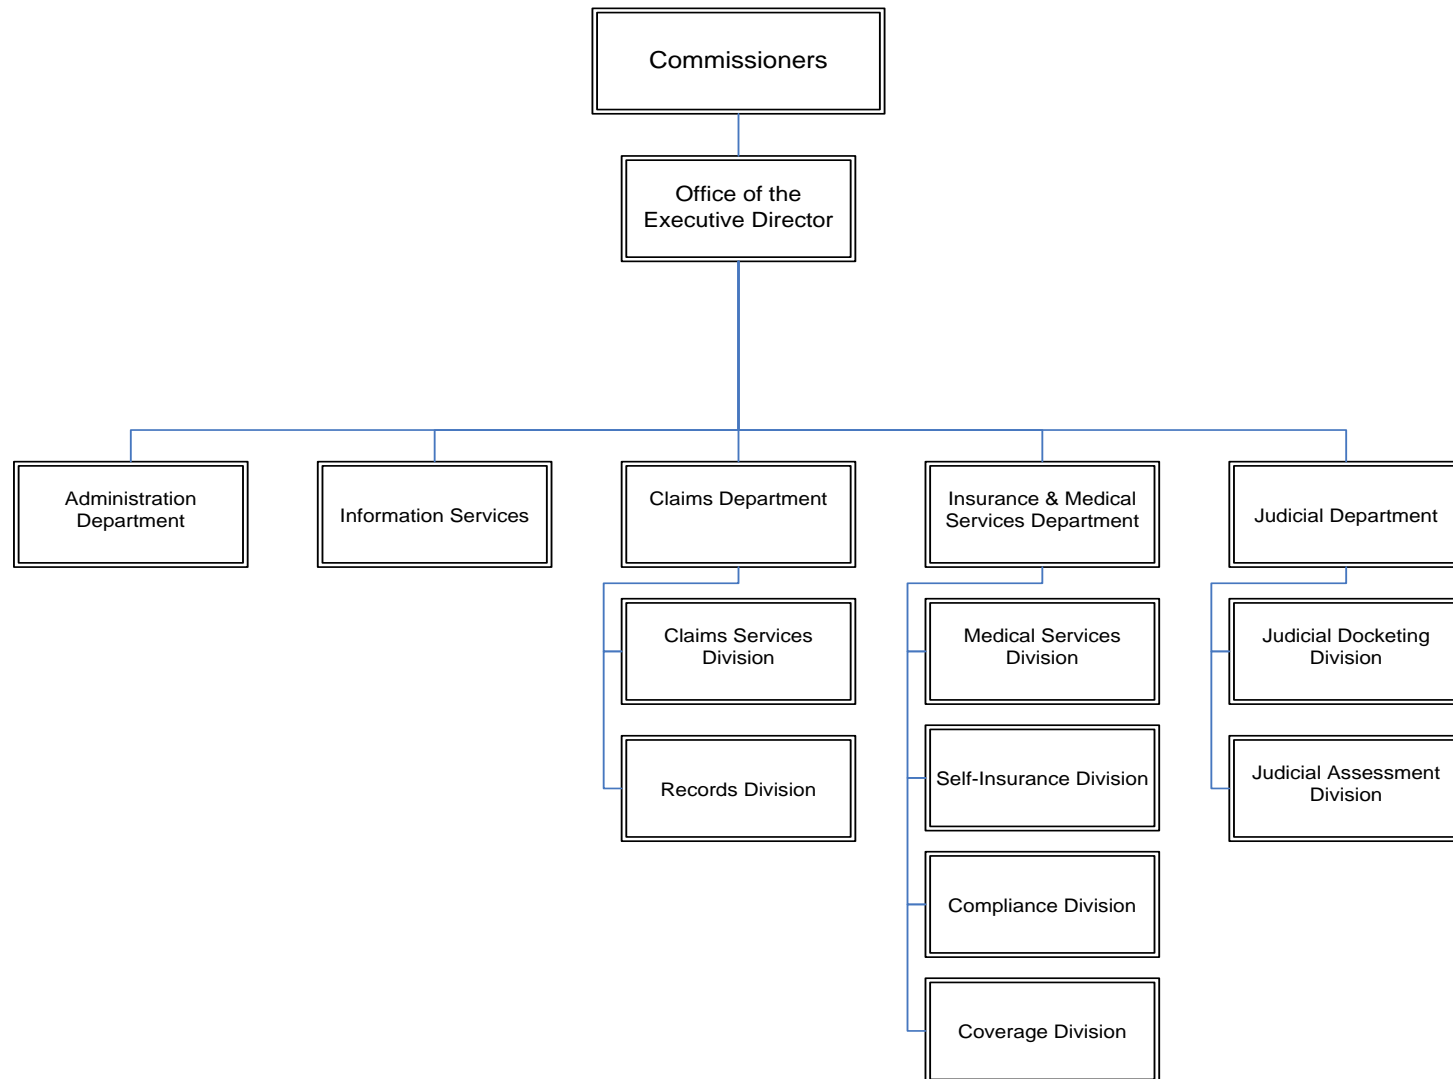 Commissioners
Office of the
Executive Director
Administration
Department
Information Services
Claims Department
Insurance & Medical
Services Department
Judicial Department
Claims Services
Division
Medical Services
Division
Judicial Docketing
Division
Records Division
Self-Insurance Division
Judicial Assessment
Division
Compliance Division
Coverage Division